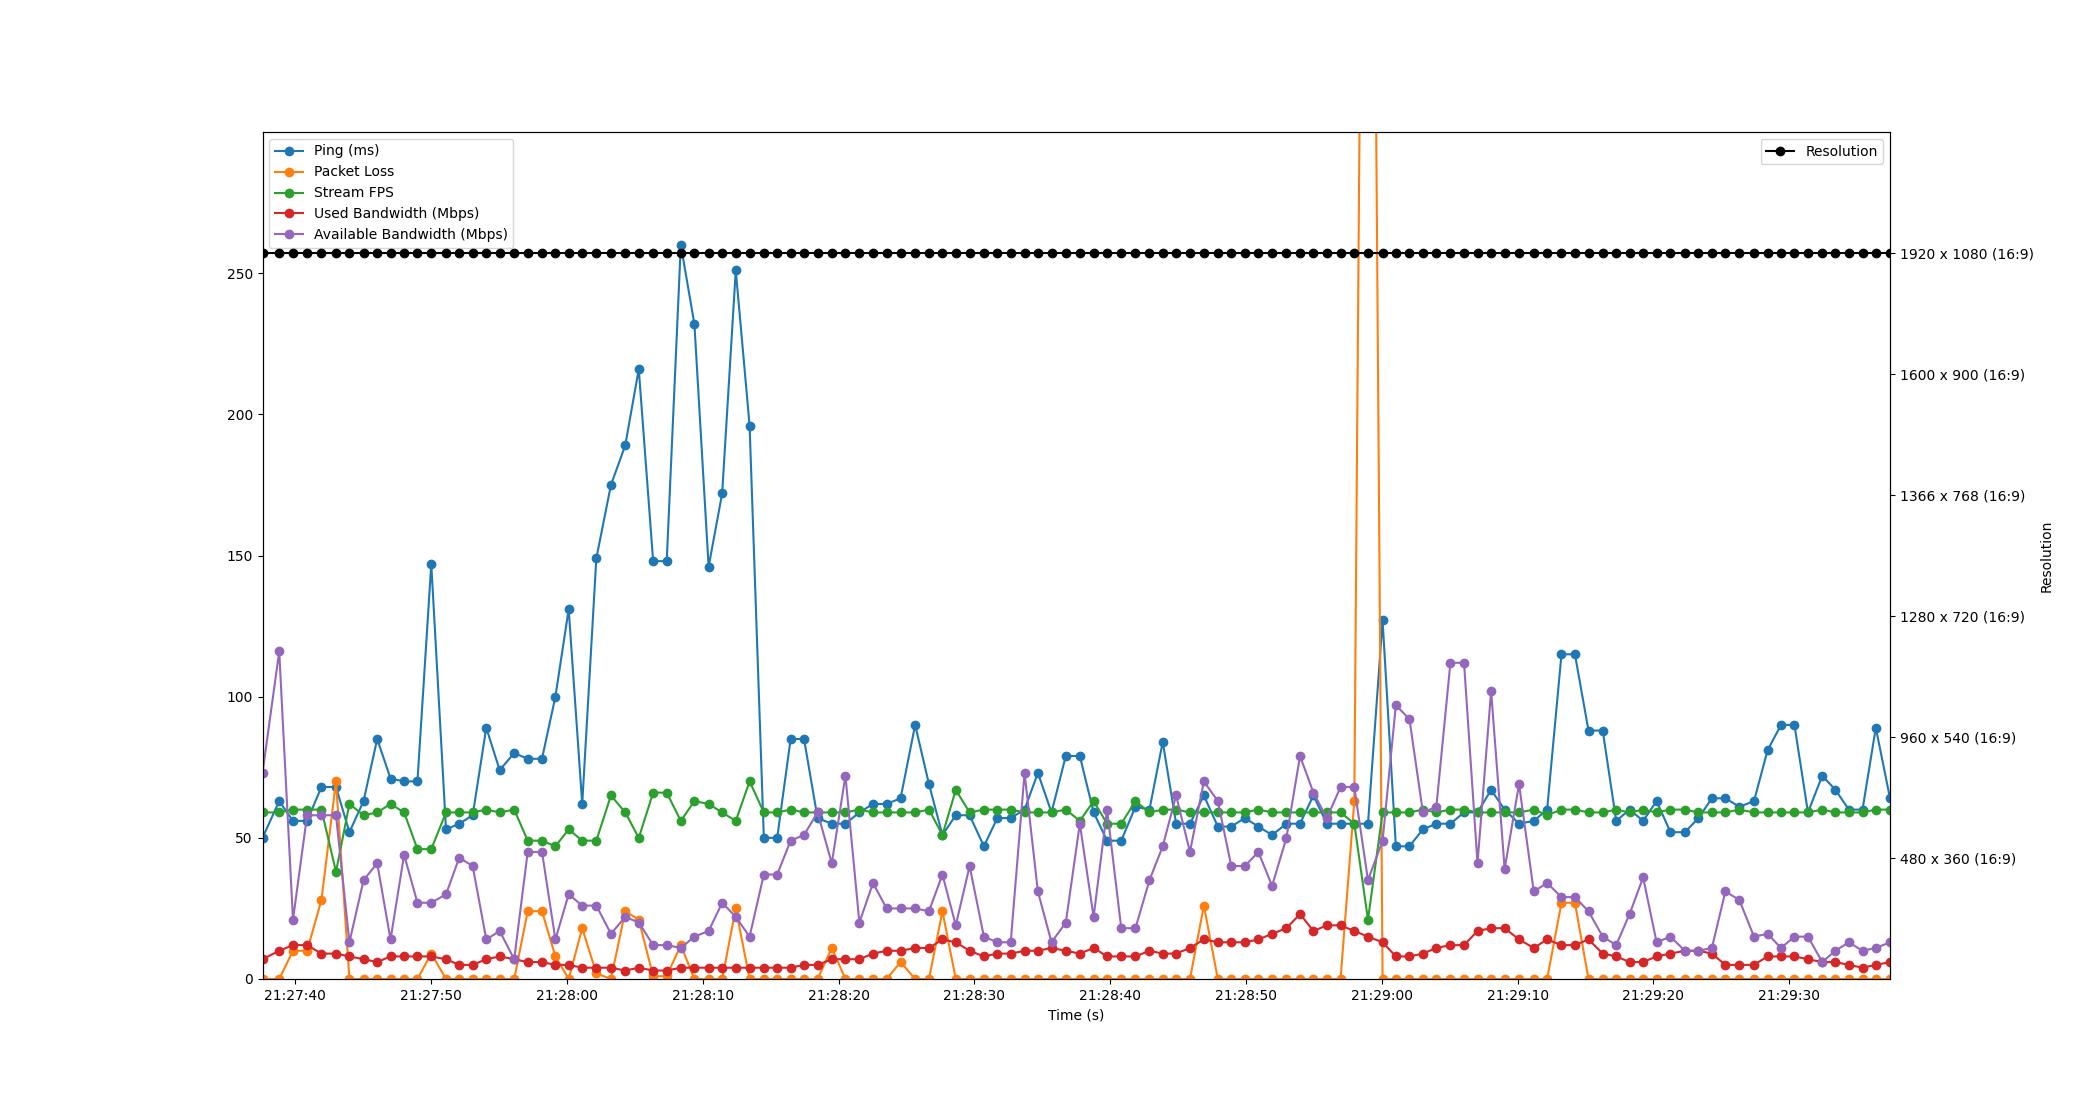 Ping (ms)
Packet Loss
Stream FPS
Used Bandwidth (Mbps)
Available Bandwidth (Mbps)
Resolution
250
200
150
100
50
0
1920 x 1080 (16:9)
1600 x 900 (16:9)
1366 x 768 (16:9)
1280 x 720 (16:9)
960 x 540 (16:9)
480 x 360 (16:9)
Resolution
21:27:40 21:27:50 21:28:00 21:28:10 21:28:20 21:28:30 21:28:40 21:28:50 21:29:00 21:29:10 21:29:20 21:29:30
Time (s)